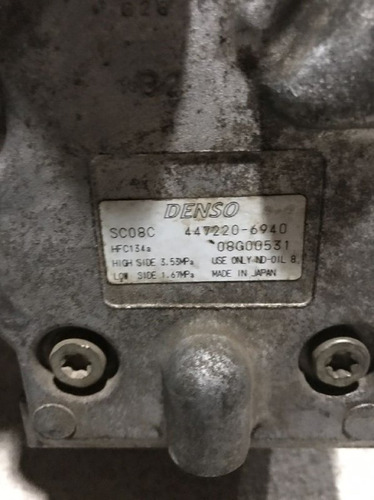 DENSO
SC08C 447220-6940
HFC134a 08G00531
HIGH SIDE 3.53MPa USE ONLY ND-OIL 8.
LOW SIDE 1.67MPa MADE IN JAPAN